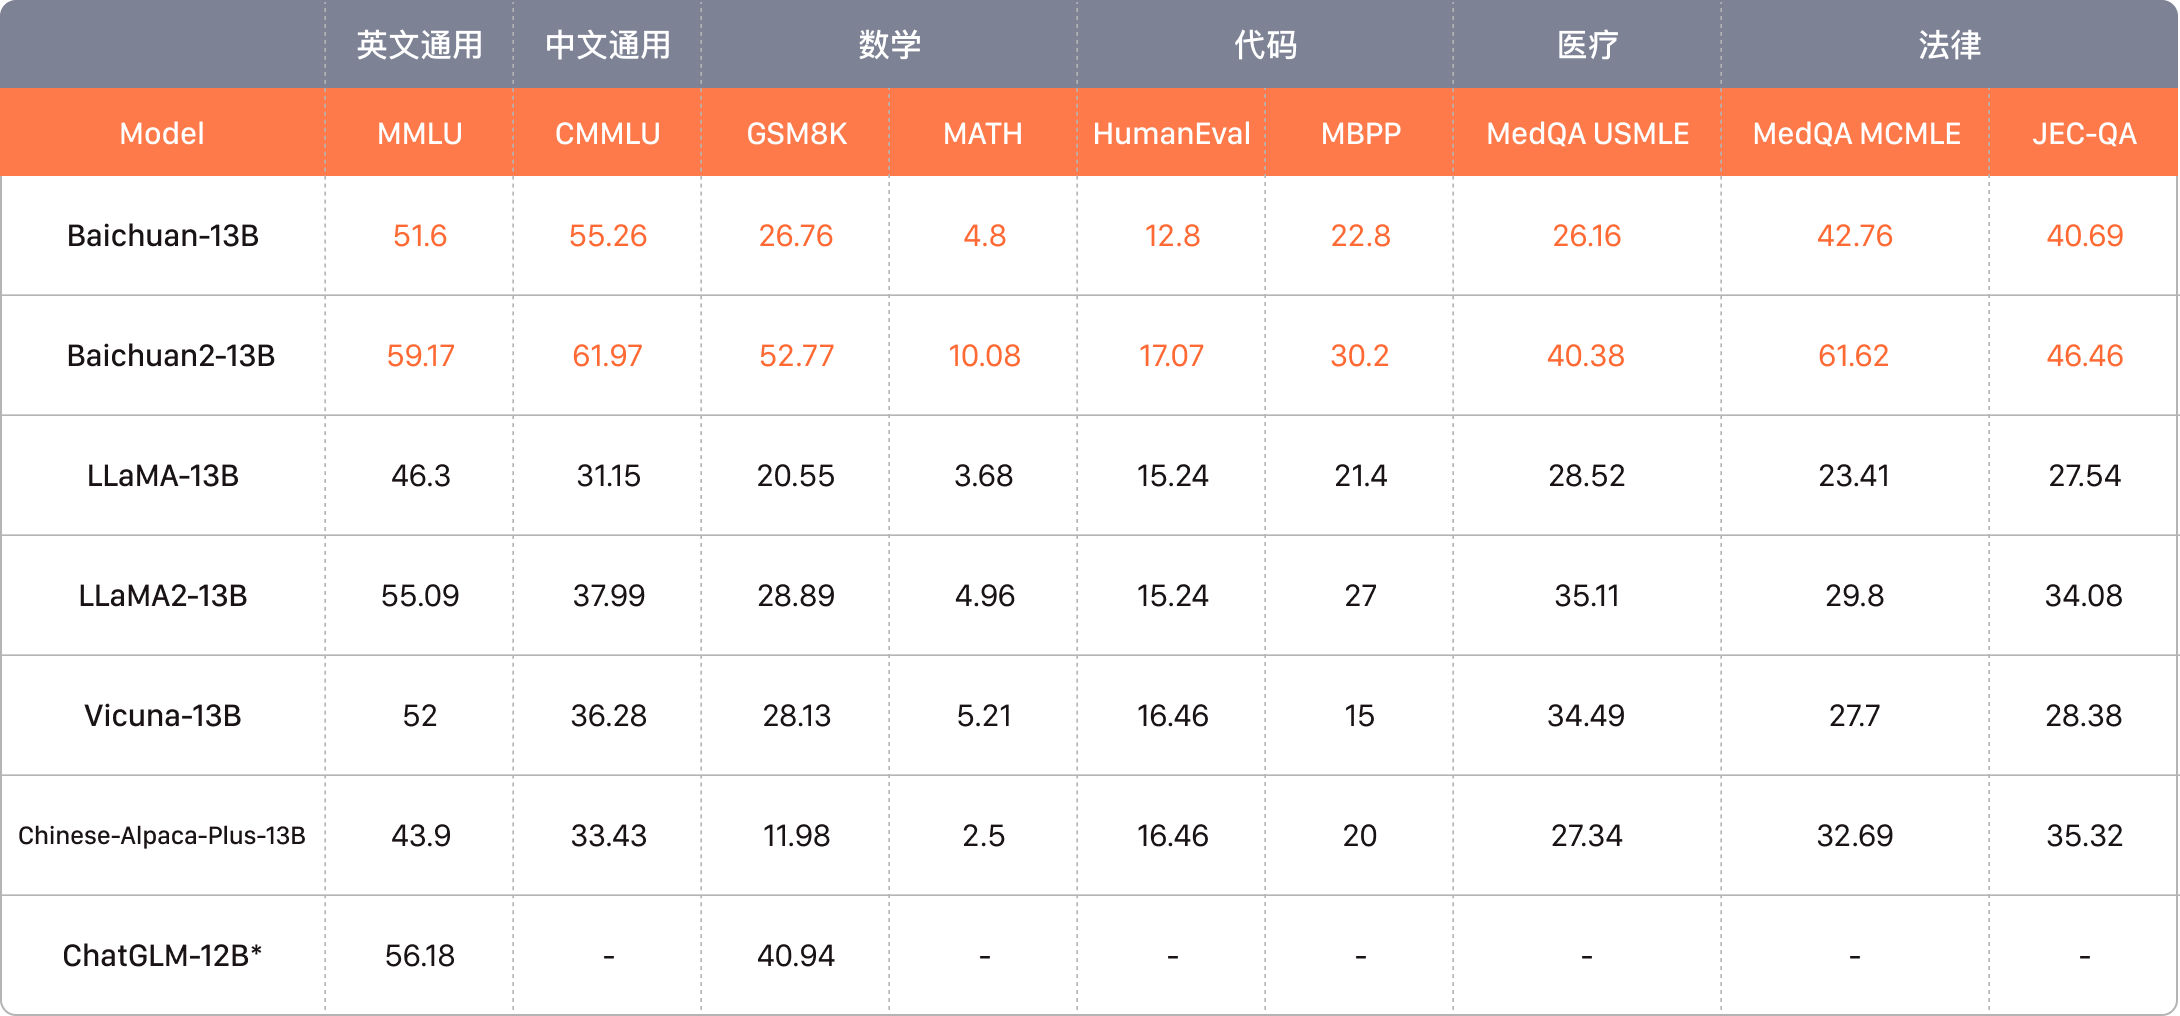 英文通用 中文通用 数学 代码 医疗 法律
Model MMLU CMMLU GSM8K MATH HumanEval MBPP MedQA USMLE MedQA MCMLE JEC-QA
Baichuan-13B 51.6 55.26 26.76 4.8 12.8 22.8 26.16 42.76 40.69
Baichuan2-13B 59.17 61.97 52.77 10.08 17.07 30.2 40.38 61.62 46.46
LLaMA-13B 46.3 31.15 20.55 3.68 15.24 21.4 28.52 23.41 27.54
LLaMA2-13B 55.09 37.99 28.89 4.96 15.24 27 35.11 29.8 34.08
Vicuna-13B 52 36.28 28.13 5.21 16.46 15 34.49 27.7 28.38
Chinese-Alpaca-Plus-13B 43.9 33.43 11.98 2.5 16.46 20 27.34 32.69 35.32
ChatGLM-12B* 56.18 - 40.94 - - - - - -